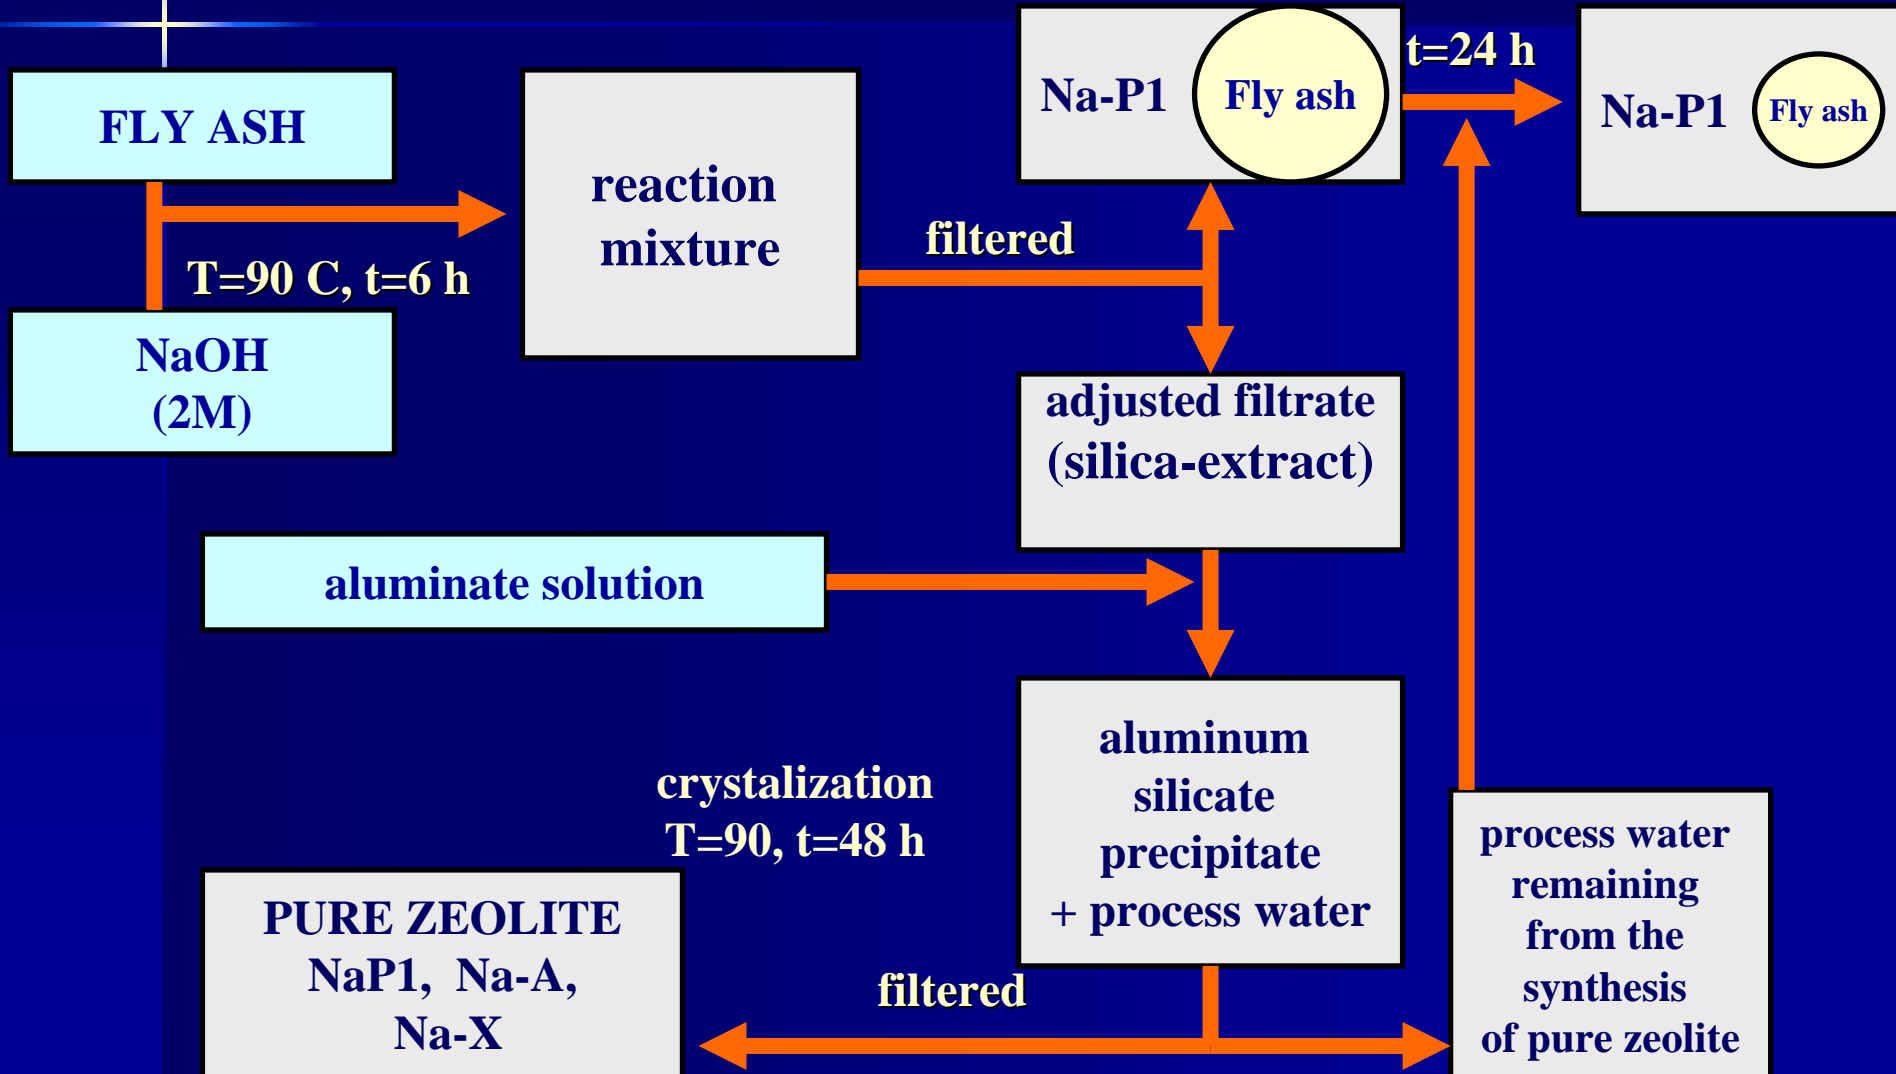 FLY ASH
T=90 C, t=6 h
NaOH
(2M)
reaction
mixture
filtered
Na-P1
Fly ash
t=24 h
Na-P1
Fly ash
adjusted filtrate
(silica-extract)
aluminate solution
aluminum
silicate
precipitate
+ process water
crystalization
T=90, t=48 h
filtered
PURE ZEOLITE
NaP1, Na-A,
Na-X
process water
remaining
from the
synthesis
of pure zeolite